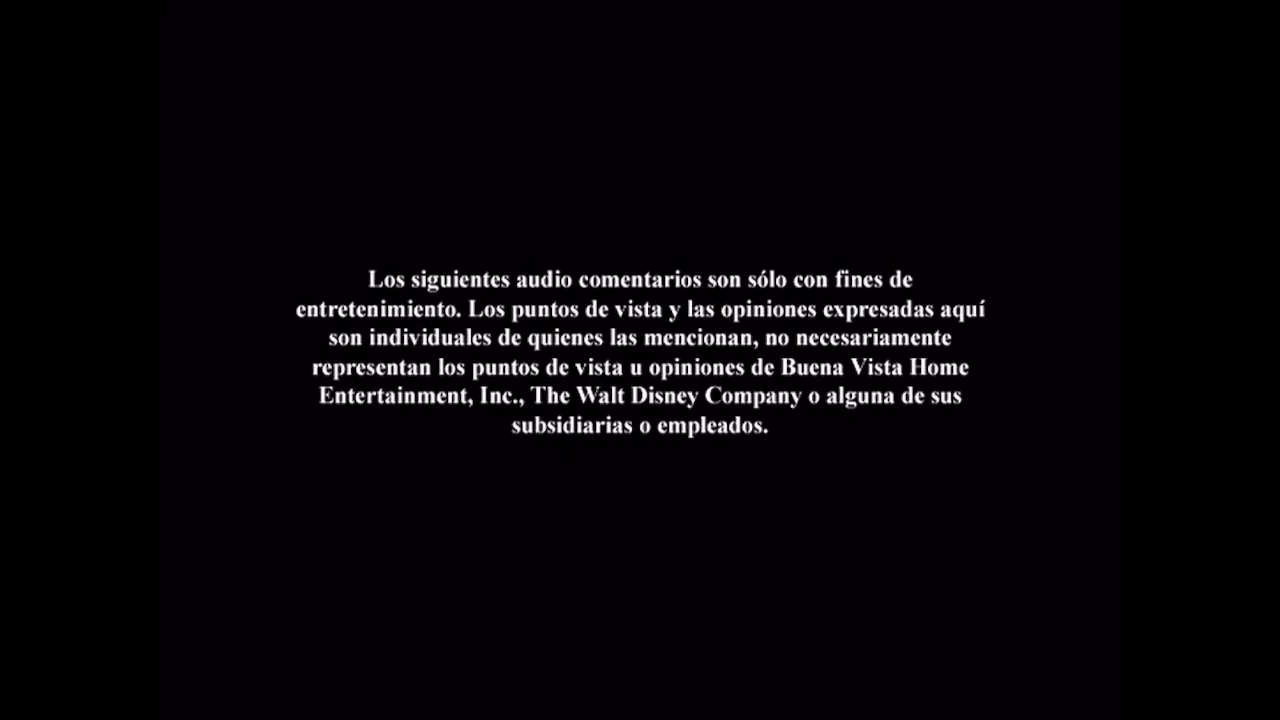 Los siguientes audio comentarios son sólo con fines de
entretenimiento. Los puntos de vista y las opiniones expresadas aquí
son individuales de quienes las mencionan, no necesariamente
representan los puntos de vista u opiniones de Buena Vista Home
Entertainment, Inc., The Walt Disney Company o alguna de sus
subsidiarias o empleados.